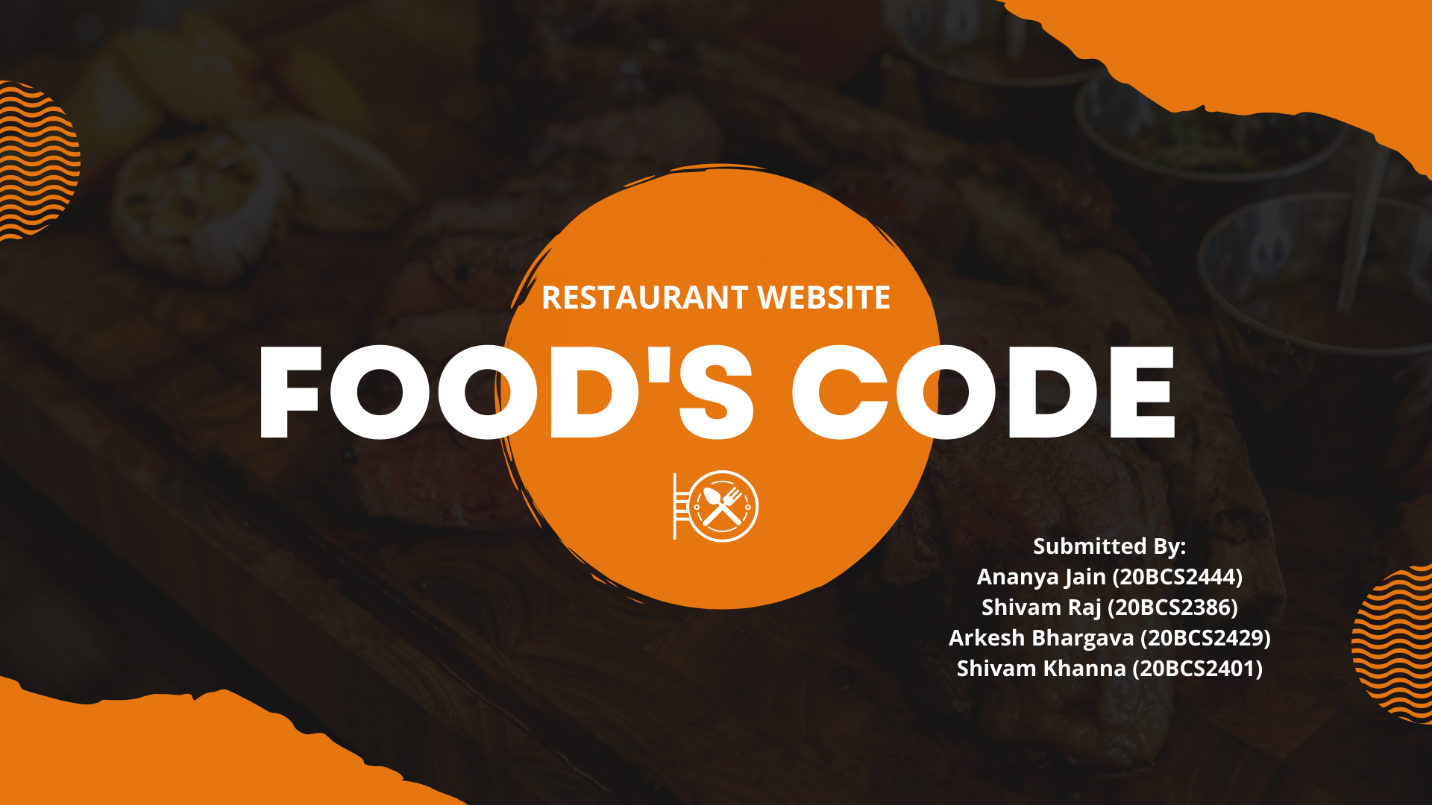 RESTAURANT WEBSITE
FOOD'S CODE
Submitted By:
Ananya Jain (20BCS2444)
Shivam Raj (20BCS2386)
Arkesh Bhargava (20BCS2429)
Shivam Khanna (20BCS2401)